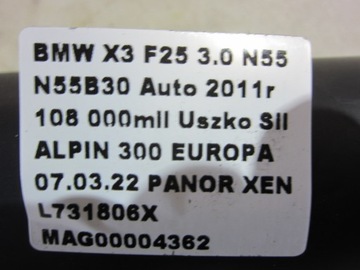 BMW X3 F25 3.0 N55
N55B30 Auto 2011r
108 000mil Uszko Sil
ALPIN 300 EUROPA
07.03.22 PANOR XEN
L731806X
MAG00004362